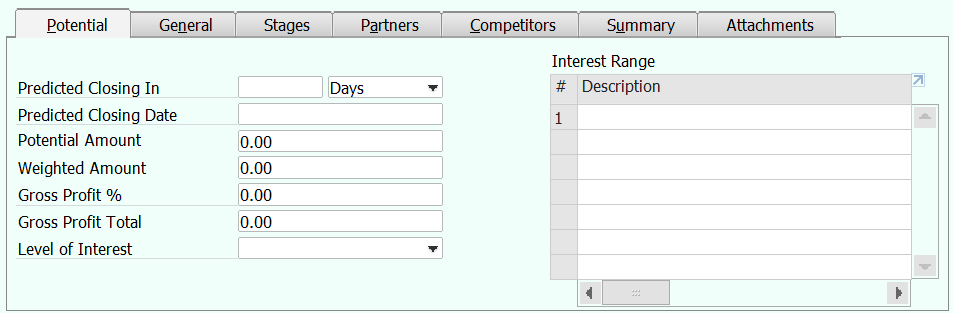 Potential General Stages Partners Competitors Summary Attachments
Predicted Closing In Days
Predicted Closing Date
Potential Amount 0.00
Weighted Amount 0.00
Gross Profit % 0.00
Gross Profit Total 0.00
Level of Interest
Interest Range
# Description
1